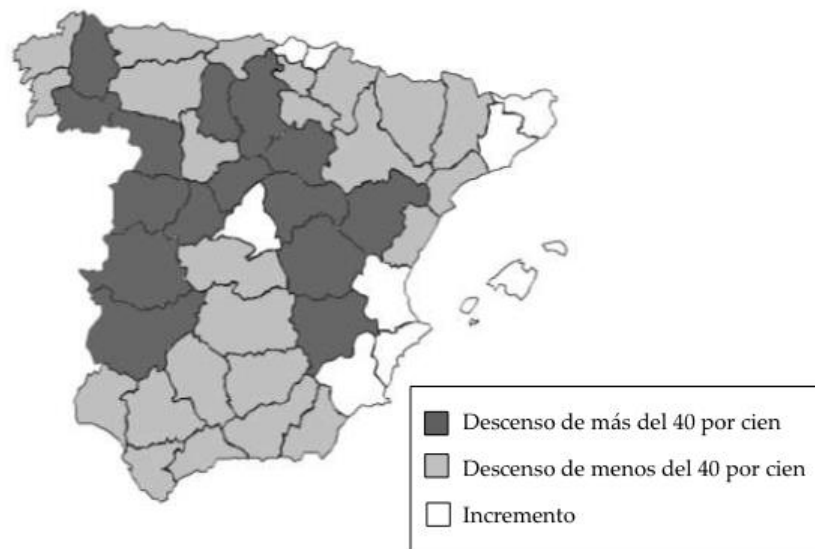 Descenso de más del 40 por cien
Descenso de menos del 40 por cien
Incremento